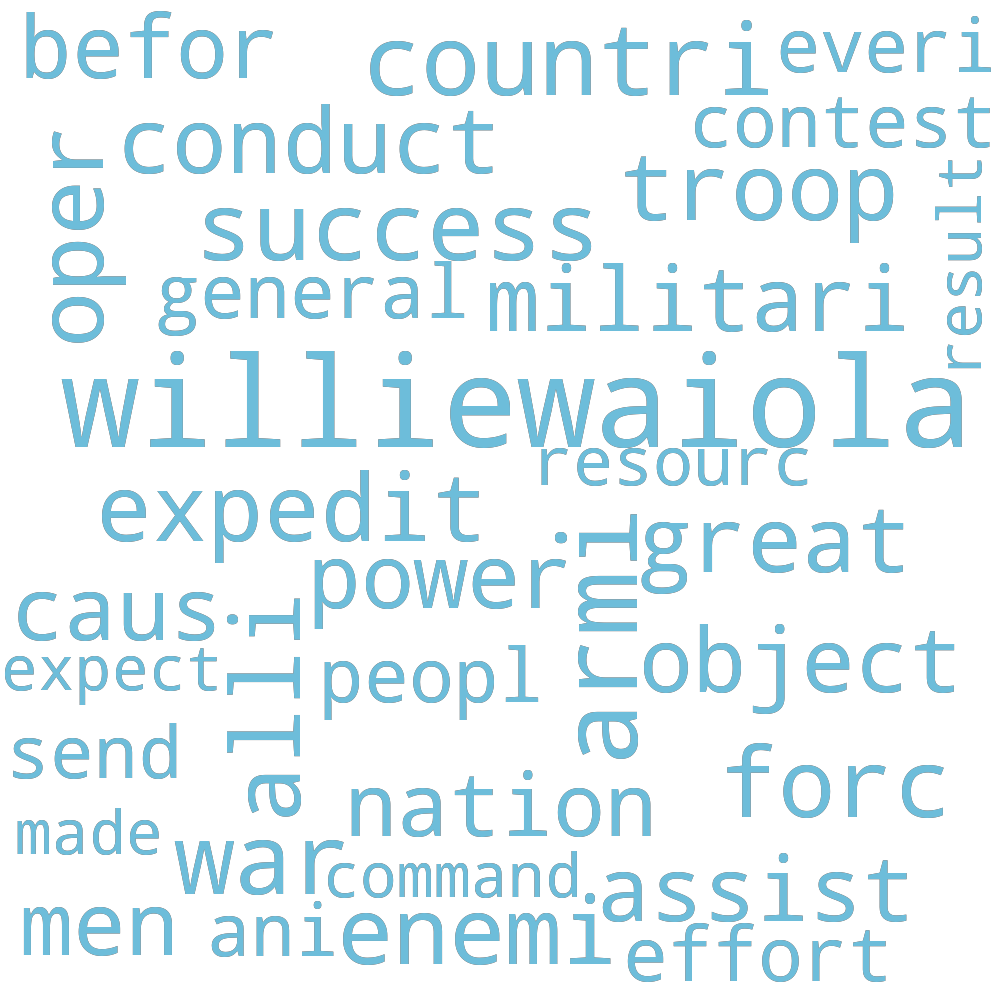 befor
countri
everi
conduct
contest
oper
troop
success
result
general
militari
williewaiola
resourc
expedit
great
power
armi
caus
alli
object
expect
peopl
send
forc
nation
made
war
command
assist
men
ani
enemi
effort